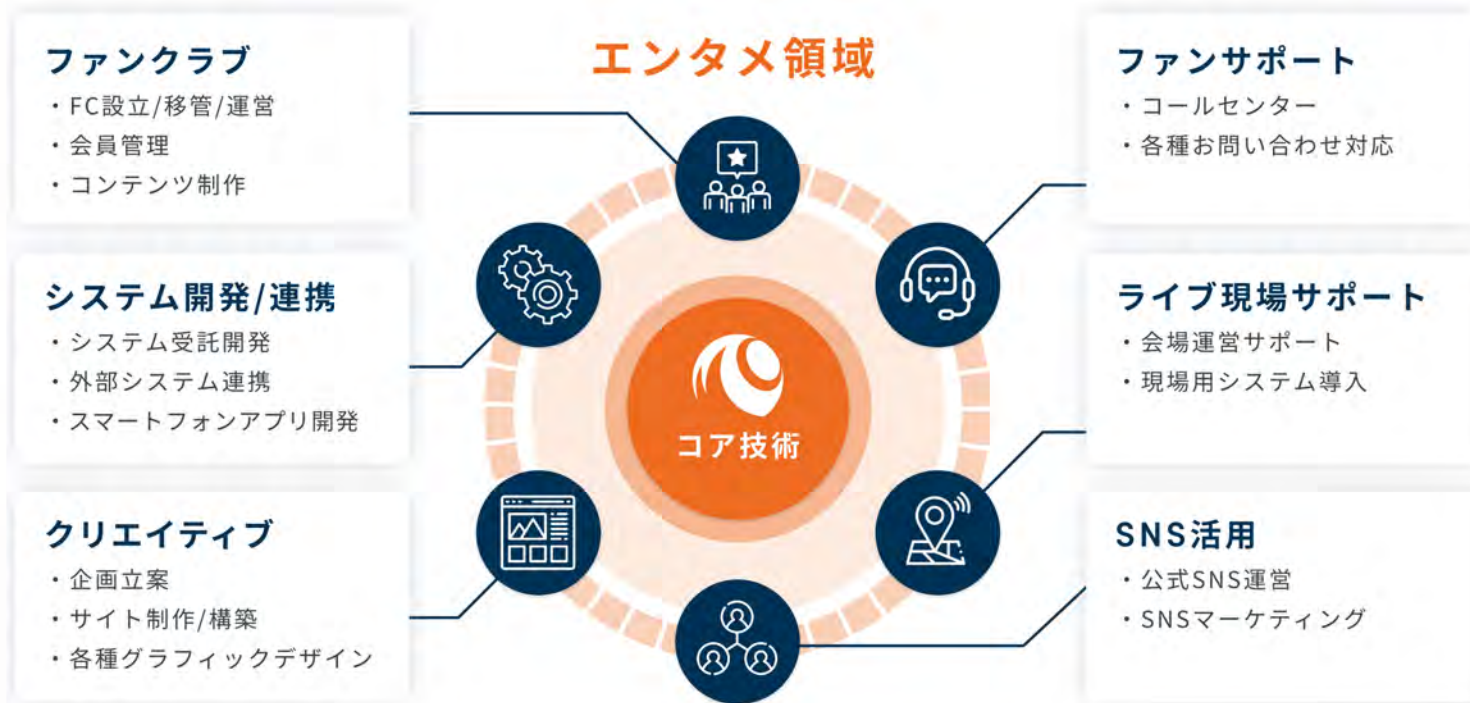 エンタメ領域
ファンクラブ
・FC設立/移管/運営
・会員管理
・コンテンツ制作
システム開発/連携
・システム受託開発
・外部システム連携
・スマートフォンアプリ開発
クリエイティブ
・企画立案
・サイト制作/構築
・各種グラフィックデザイン
コア技術
ファンサポート
・コールセンター
・各種お問い合わせ対応
ライブ現場サポート
・会場運営サポート
・現場用システム導入
SNS活用
・公式SNS運営
・SNSマーケティング